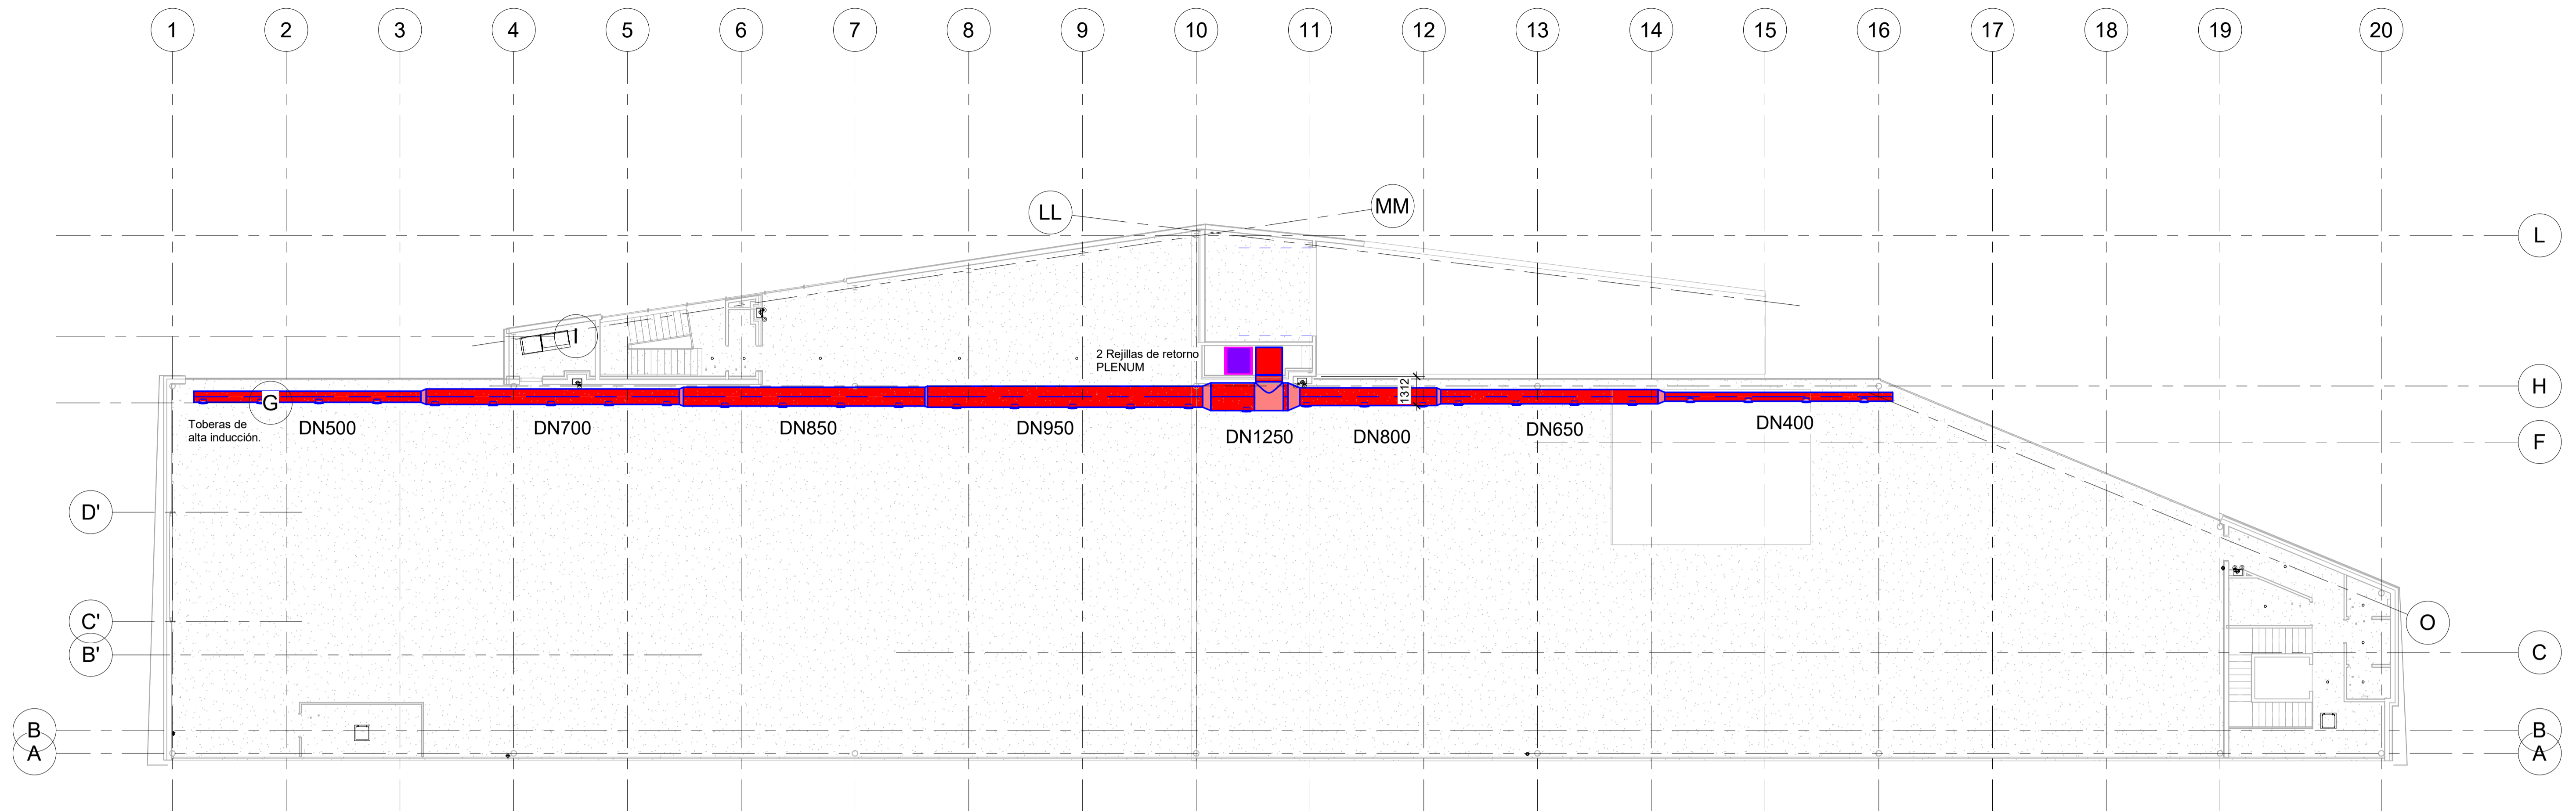 1
2
3
4
5
6
7
8
9
10
11
12
13
14
15
16
17
18
19
20
LL
MM
L
I
2 Rejillas de retorno
PLENUM
H
1312
G
Toberas de
alta inducción.
DN500
DN700
DN850
DN950
DN1250
DN800
DN650
DN400
F
D'
C'
O
B'
C
B
B
A
A